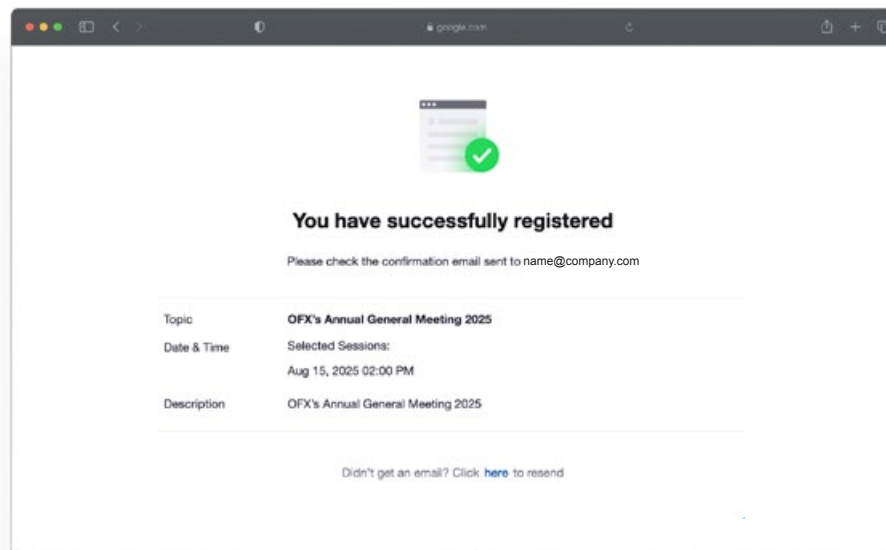 google.com
You have successfully registered
Please check the confirmation email sent to name@company.com
Topic OFX's Annual General Meeting 2025
Date & Time Selected Sessions:
Aug 15, 2025 02:00 PM
Description OFX's Annual General Meeting 2025
Didn't get an email? Click here to resend